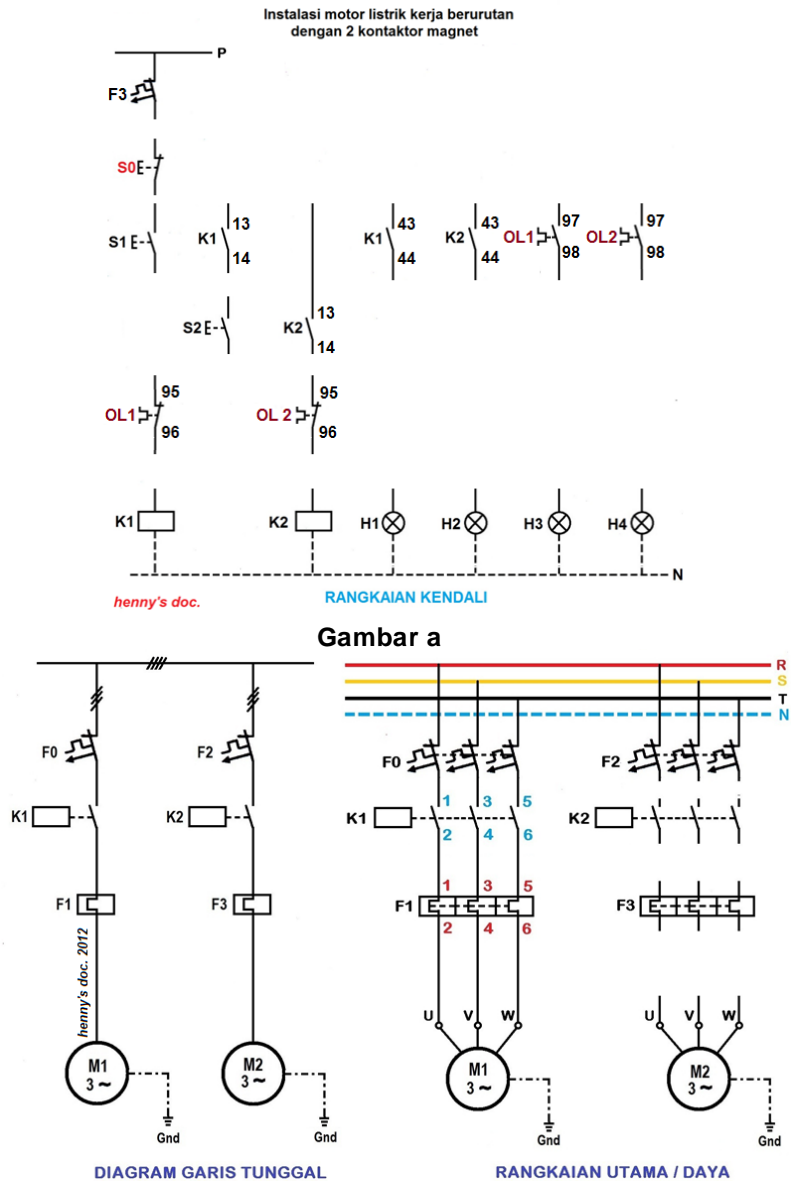 Instalasi motor listrik kerja berurutan
dengan 2 kontaktor magnet
P
F3
S0
S1 K1 13 14 K1 43 44 K2 43 44 OL1 97 98 OL2 97 98
S2 K2 13 14
OL1 95 96 OL 2 95 96
K1 K2 H1 H2 H3 H4
N
henny's doc. RANGKAIAN KENDALI
Gambar a
R
S
T
N
F0 F2 F0 F2
K1 K2 K1 1 3 5 K2
2 4 6
F1 F3 F1 1 3 5 F3
2 4 6
henny's doc. 2012
U V W U V W
M1 M2 M1 M2
3 ~ 3 ~ 3 ~ 3 ~
Gnd Gnd Gnd Gnd
DIAGRAM GARIS TUNGGAL RANGKAIAN UTAMA / DAYA